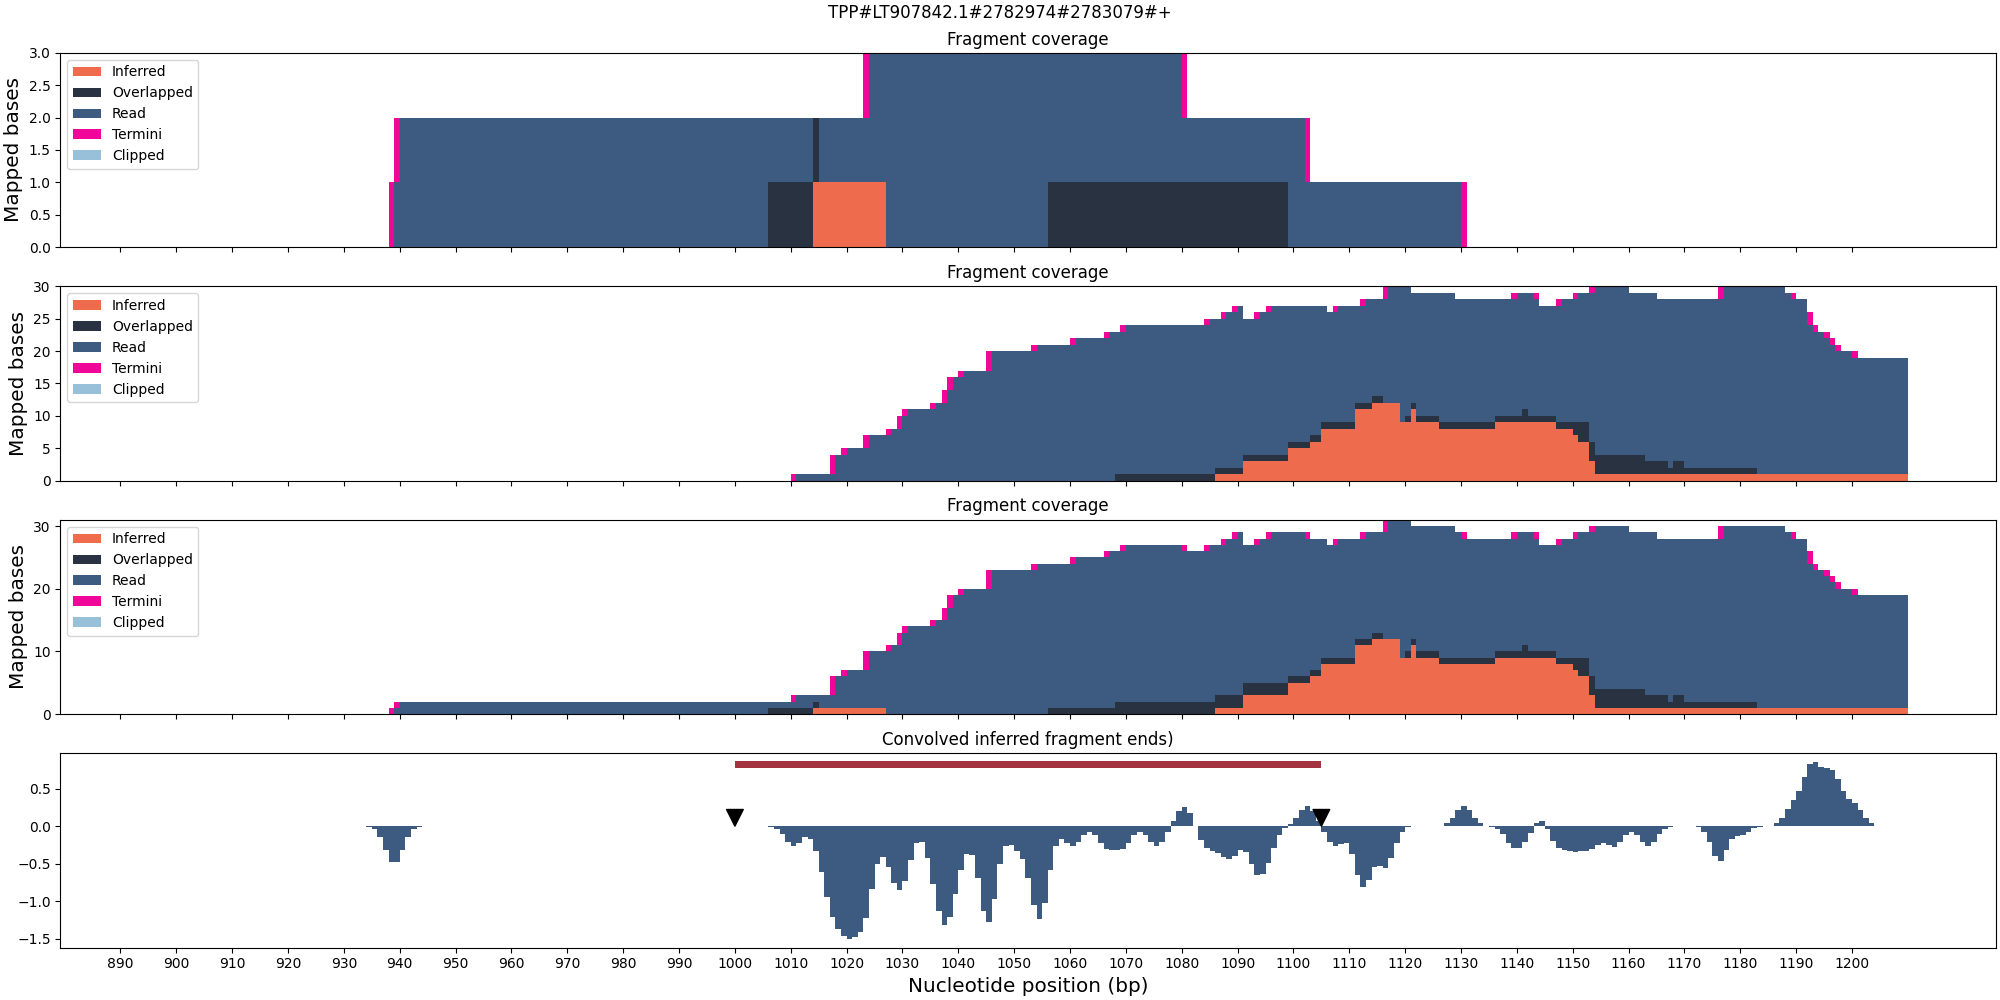 TPP#LT907842.1#2782974#2783079#+
Fragment coverage
Mapped bases
3.0
2.5
2.0
1.5
1.0
0.5
0.0
Inferred
Overlapped
Read
Termini
Clipped
Fragment coverage
Mapped bases
30
25
20
15
10
5
0
Inferred
Overlapped
Read
Termini
Clipped
Fragment coverage
Mapped bases
30
20
10
0
Inferred
Overlapped
Read
Termini
Clipped
Convolved inferred fragment ends)
0.5
0.0
−0.5
−1.0
−1.5
890 900 910 920 930 940 950 960 970 980 990 1000 1010 1020 1030 1040 1050 1060 1070 1080 1090 1100 1110 1120 1130 1140 1150 1160 1170 1180 1190 1200
Nucleotide position (bp)